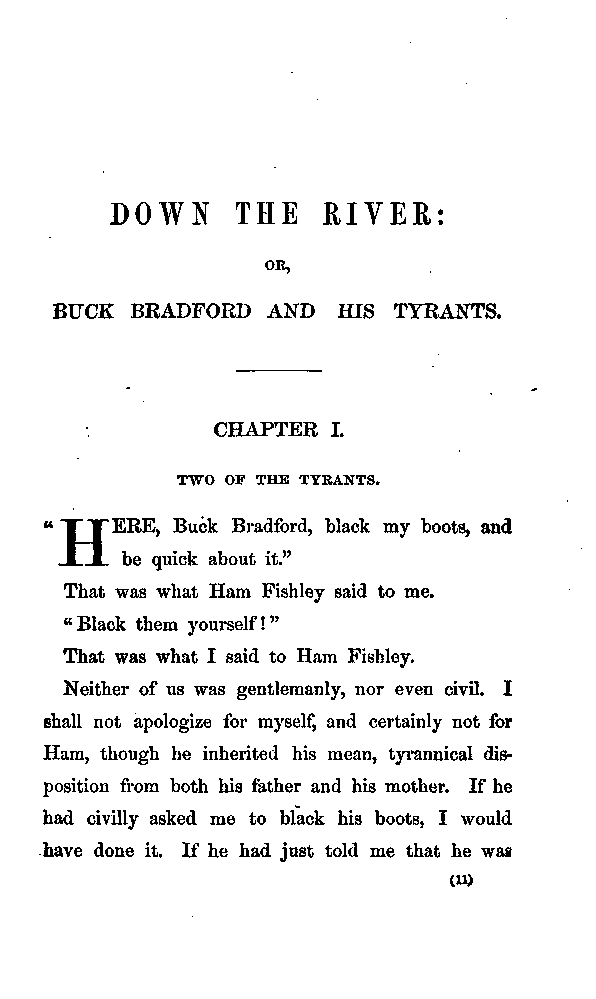 DOWN THE RIVER:
OR,
BUCK BRADFORD AND HIS TYRANTS.
CHAPTER I.
TWO OF THE TYRANTS.
“HERE, Buck Bradford, black my boots, and
be quick about it.”
That was what Ham Fishley said to me.
“Black them yourself!”
That was what I said to Ham Fishley.
Neither of us was gentlemanly, nor even civil. I
shall not apologize for myself, and certainly not for
Ham, though he inherited his mean, tyrannical dis-
position from both his father and his mother. If he
had civilly asked me to black his boots, I would
have done it. If he had just told me that he was
(11)